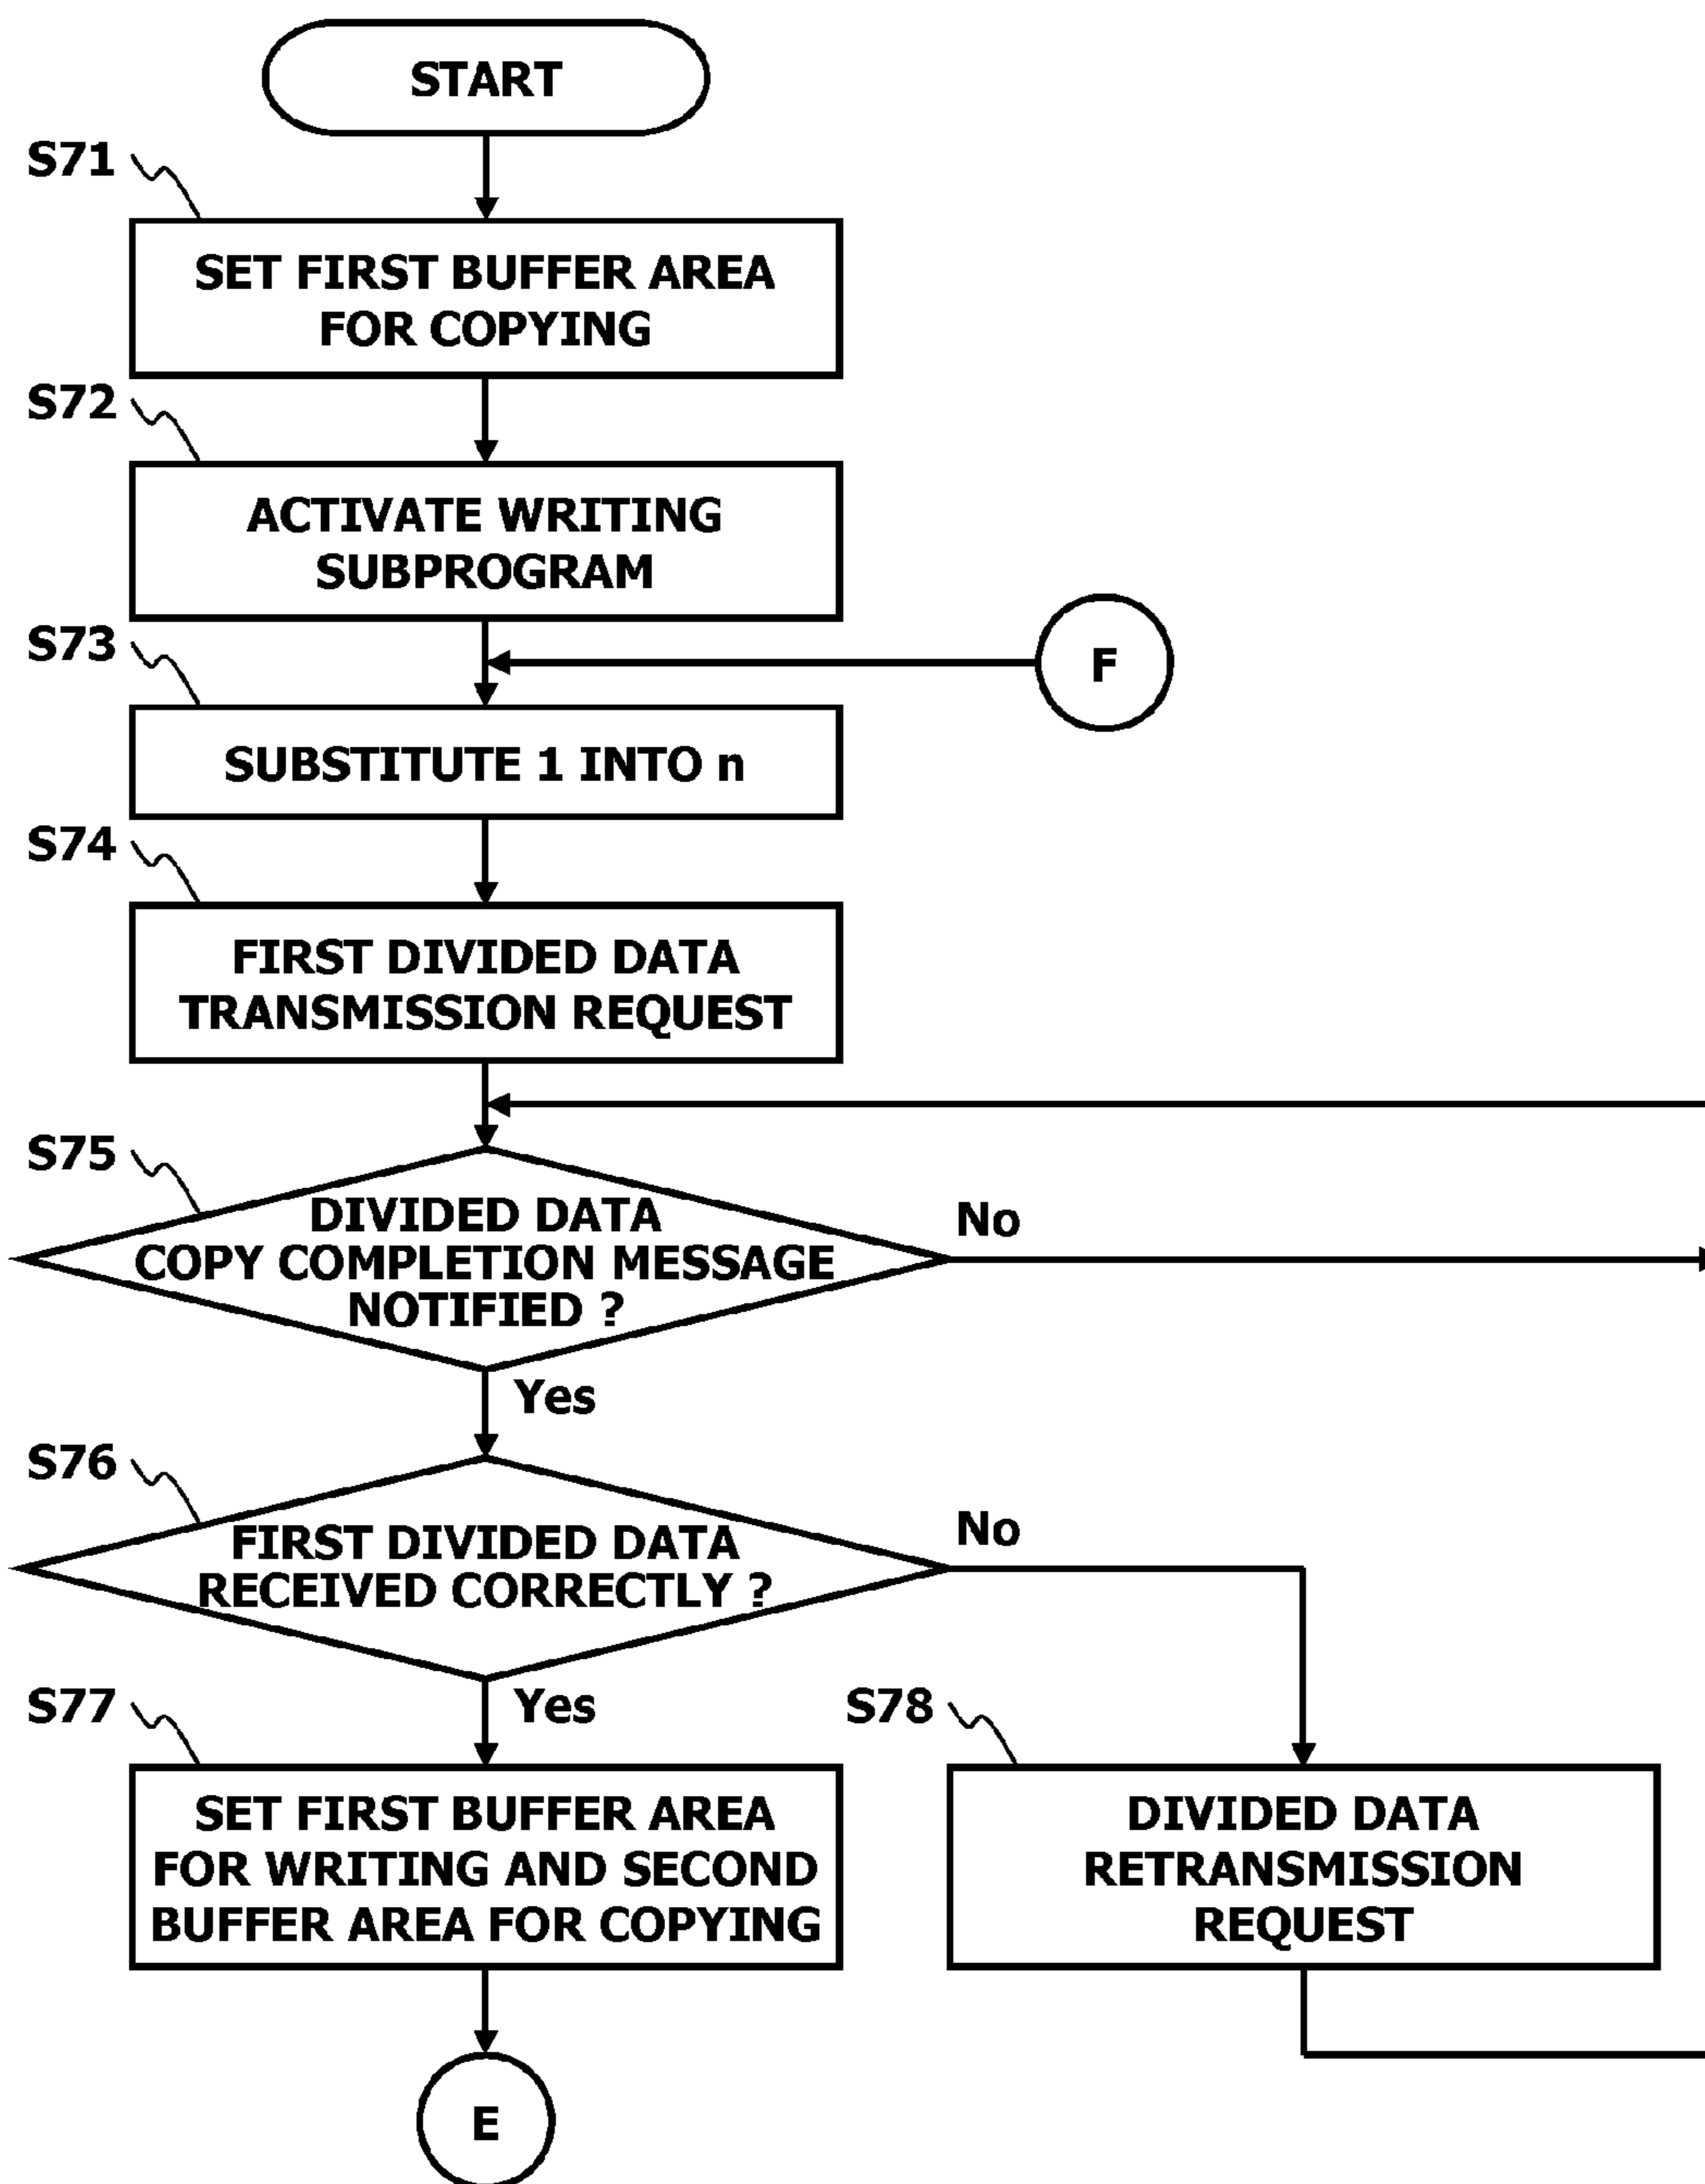 START
S71
SET FIRST BUFFER AREA
FOR COPYING
S72
ACTIVATE WRITING
SUBPROGRAM
S73
F
SUBSTITUTE 1 INTO n
S74
FIRST DIVIDED DATA
TRANSMISSION REQUEST
S75
DIVIDED DATA
COPY COMPLETION MESSAGE
NOTIFIED ?
No
Yes
S76
FIRST DIVIDED DATA
RECEIVED CORRECTLY ?
No
Yes
S77
SET FIRST BUFFER AREA
FOR WRITING AND SECOND
BUFFER AREA FOR COPYING
S78
DIVIDED DATA
RETRANSMISSION
REQUEST
E